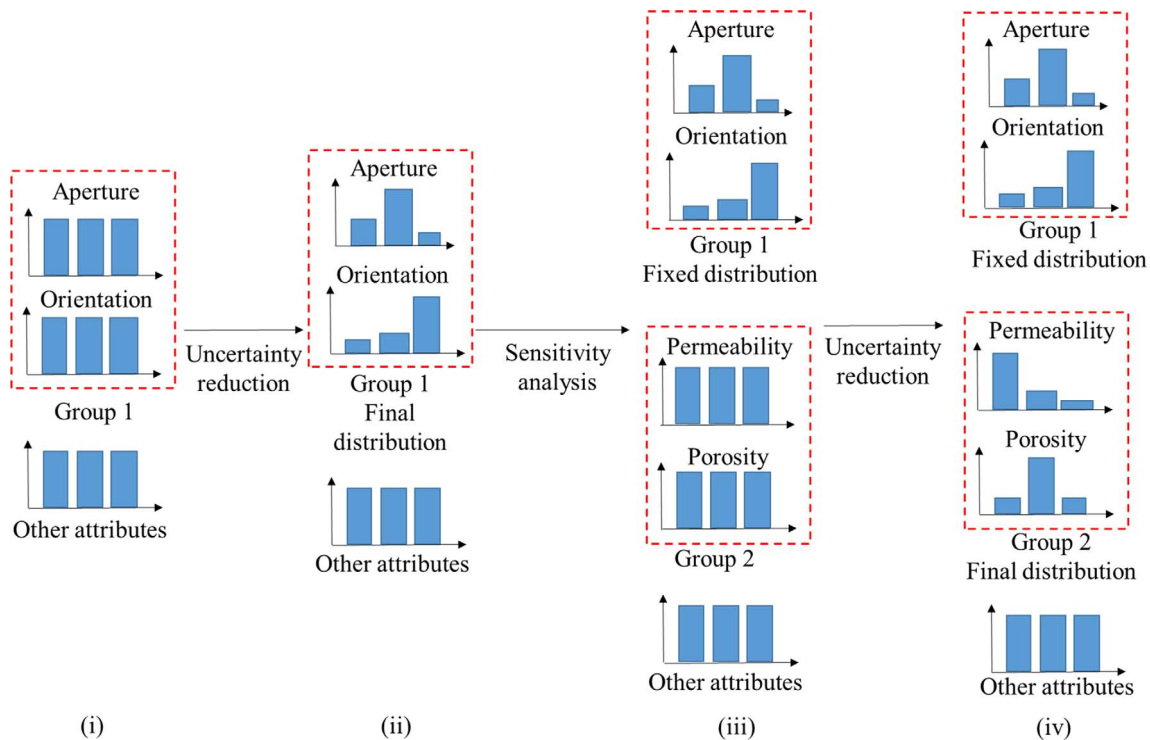 Aperture
Orientation
Group 1
Other attributes
(i)
Uncertainty
reduction
Aperture
Orientation
Group 1
Final
distribution
Other attributes
(ii)
Sensitivity
analysis
Aperture
Orientation
Group 1
Fixed distribution
Permeability
Porosity
Group 2
Other attributes
(iii)
Uncertainty
reduction
Aperture
Orientation
Group 1
Fixed distribution
Permeability
Porosity
Group 2
Final distribution
Other attributes
(iv)